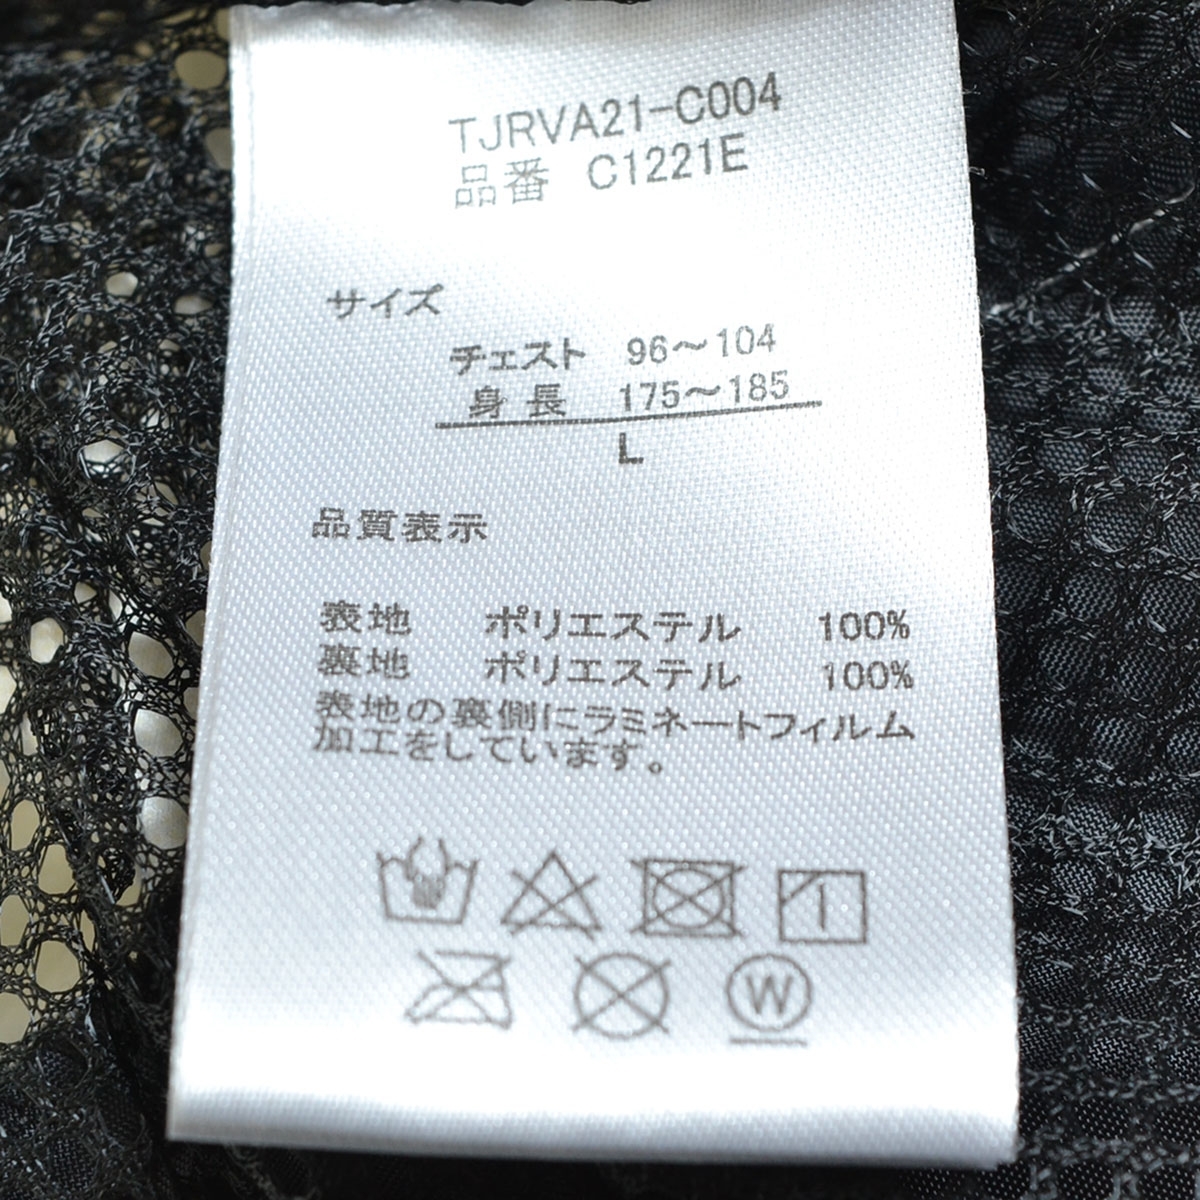 TJRVA21-C004
品番 C1221E
サイズ
チェスト 96～104
身長 175～185
L
品質表示
表地 ポリエステル 100%
裏地 ポリエステル 100%
表地の裏側にラミネートフィルム
加工をしています。
W